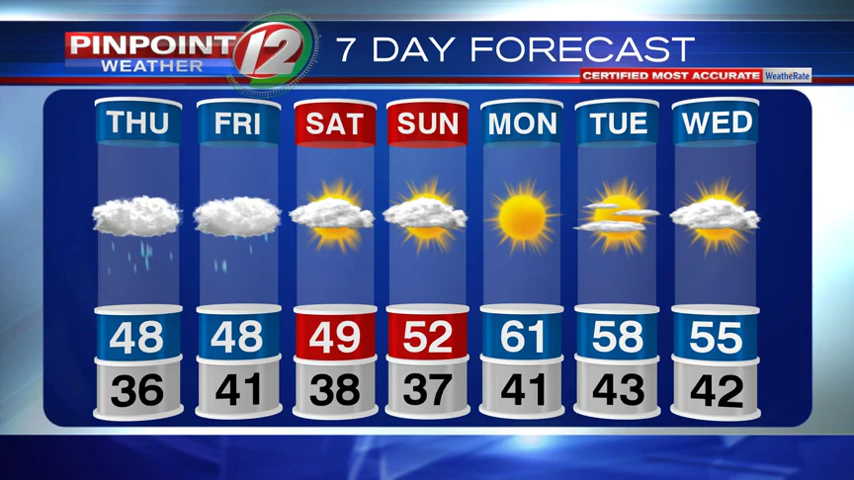 PINPOINT 12
WEATHER
7 DAY FORECAST
CERTIFIED MOST ACCURATE WeatheRate
THU FRI SAT SUN MON TUE WED
48 48 49 52 61 58 55
36 41 38 37 41 43 42